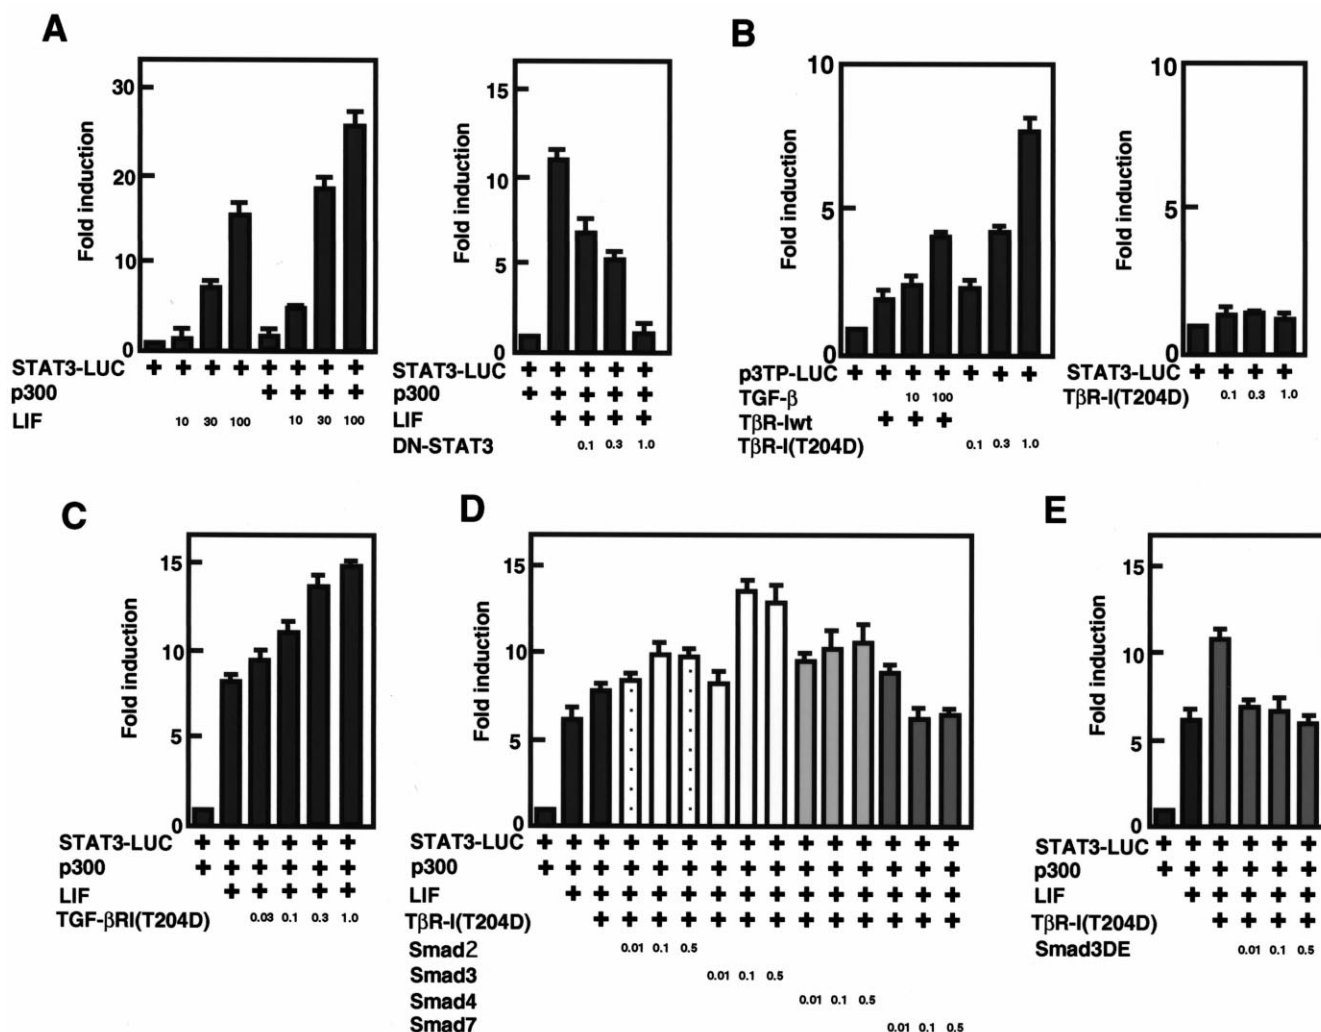 A
Fold induction
30
20
10
0
STAT3-LUC + + + + + + + +
p300 + + + +
LIF 10 30 100 10 30 100
Fold induction
15
10
5
0
STAT3-LUC + + + + +
p300 + + + + +
LIF + + + +
DN-STAT3 0.1 0.3 1.0
B
Fold induction
10
5
0
p3TP-LUC + + + + + + +
TGF-β 10 100
TβR-Iwt + + +
TβR-I(T204D) 0.1 0.3 1.0
Fold induction
10
5
0
STAT3-LUC + + + +
TβR-I(T204D) 0.1 0.3 1.0
C
Fold induction
15
10
5
0
STAT3-LUC + + + + + +
p300 + + + + + +
LIF + + + + +
TGF-βRI(T204D) 0.03 0.1 0.3 1.0
D
Fold induction
15
10
5
0
STAT3-LUC + + + + + + + + + + + + + + +
p300 + + + + + + + + + + + + + + +
LIF + + + + + + + + + + + + + +
TβR-I(T204D) + + + + + + + + + + + + +
Smad2 0.01 0.1 0.5
Smad3 0.01 0.1 0.5
Smad4 0.01 0.1 0.5
Smad7 0.01 0.1 0.5
E
Fold induction
15
10
5
0
STAT3-LUC + + + + + +
p300 + + + + + +
LIF + + + + +
TβR-I(T204D) + + + +
Smad3DE 0.01 0.1 0.5